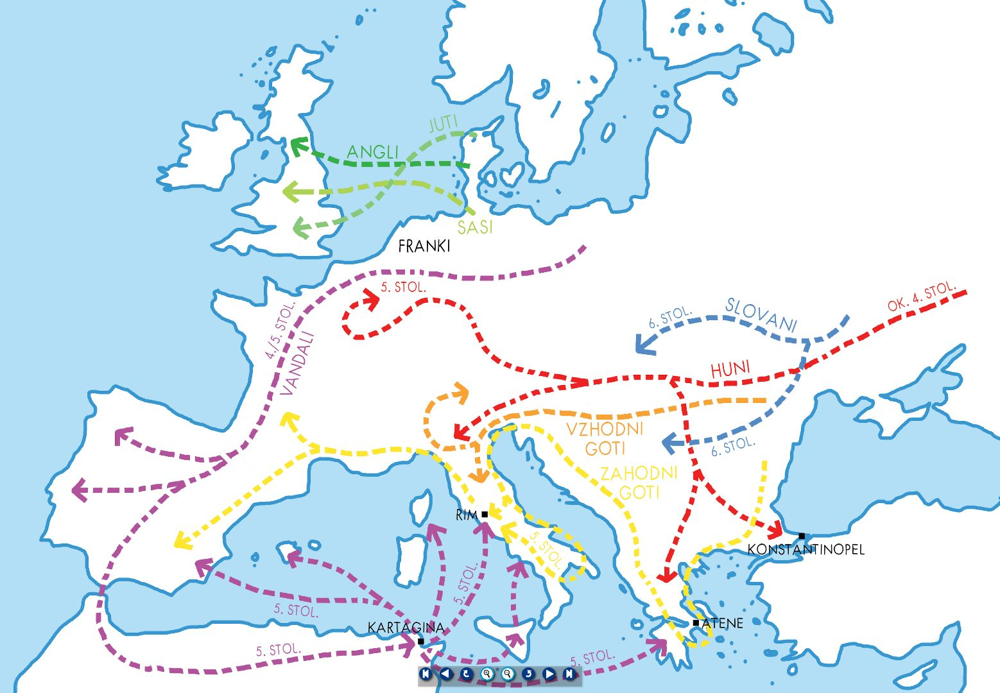 JUTI
ANGLI
SASI
FRANKI
5. STOL.
4./5. STOL.
VANDALI
6. STOL.
SLOVANI
OK. 4. STOL.
HUNI
VZHODNI
GOTI
6. STOL.
ZAHODNI
GOTI
RIM
5. STOL.
KONSTANTINOPEL
5. STOL.
5. STOL.
KARTAGINA
ATENE
5. STOL.
5. STOL.